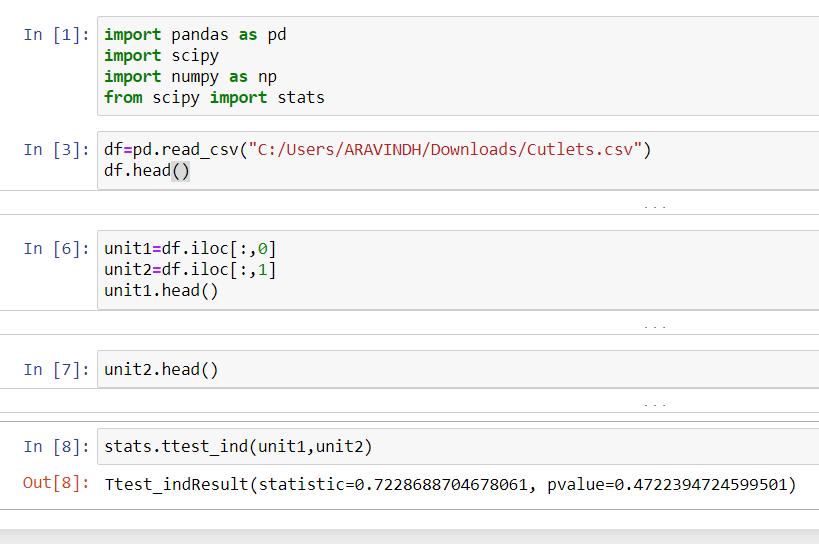 In [1]: import pandas as pd
import scipy
import numpy as np
from scipy import stats
In [3]: df=pd.read_csv("C:/Users/ARAVINDH/Downloads/Cutlets.csv")
df.head()
...
In [6]: unit1=df.iloc[:,0]
unit2=df.iloc[:,1]
unit1.head()
...
In [7]: unit2.head()
...
In [8]: stats.ttest_ind(unit1,unit2)
Out[8]: Ttest_indResult(statistic=0.7228688704678061, pvalue=0.4722394724599501)